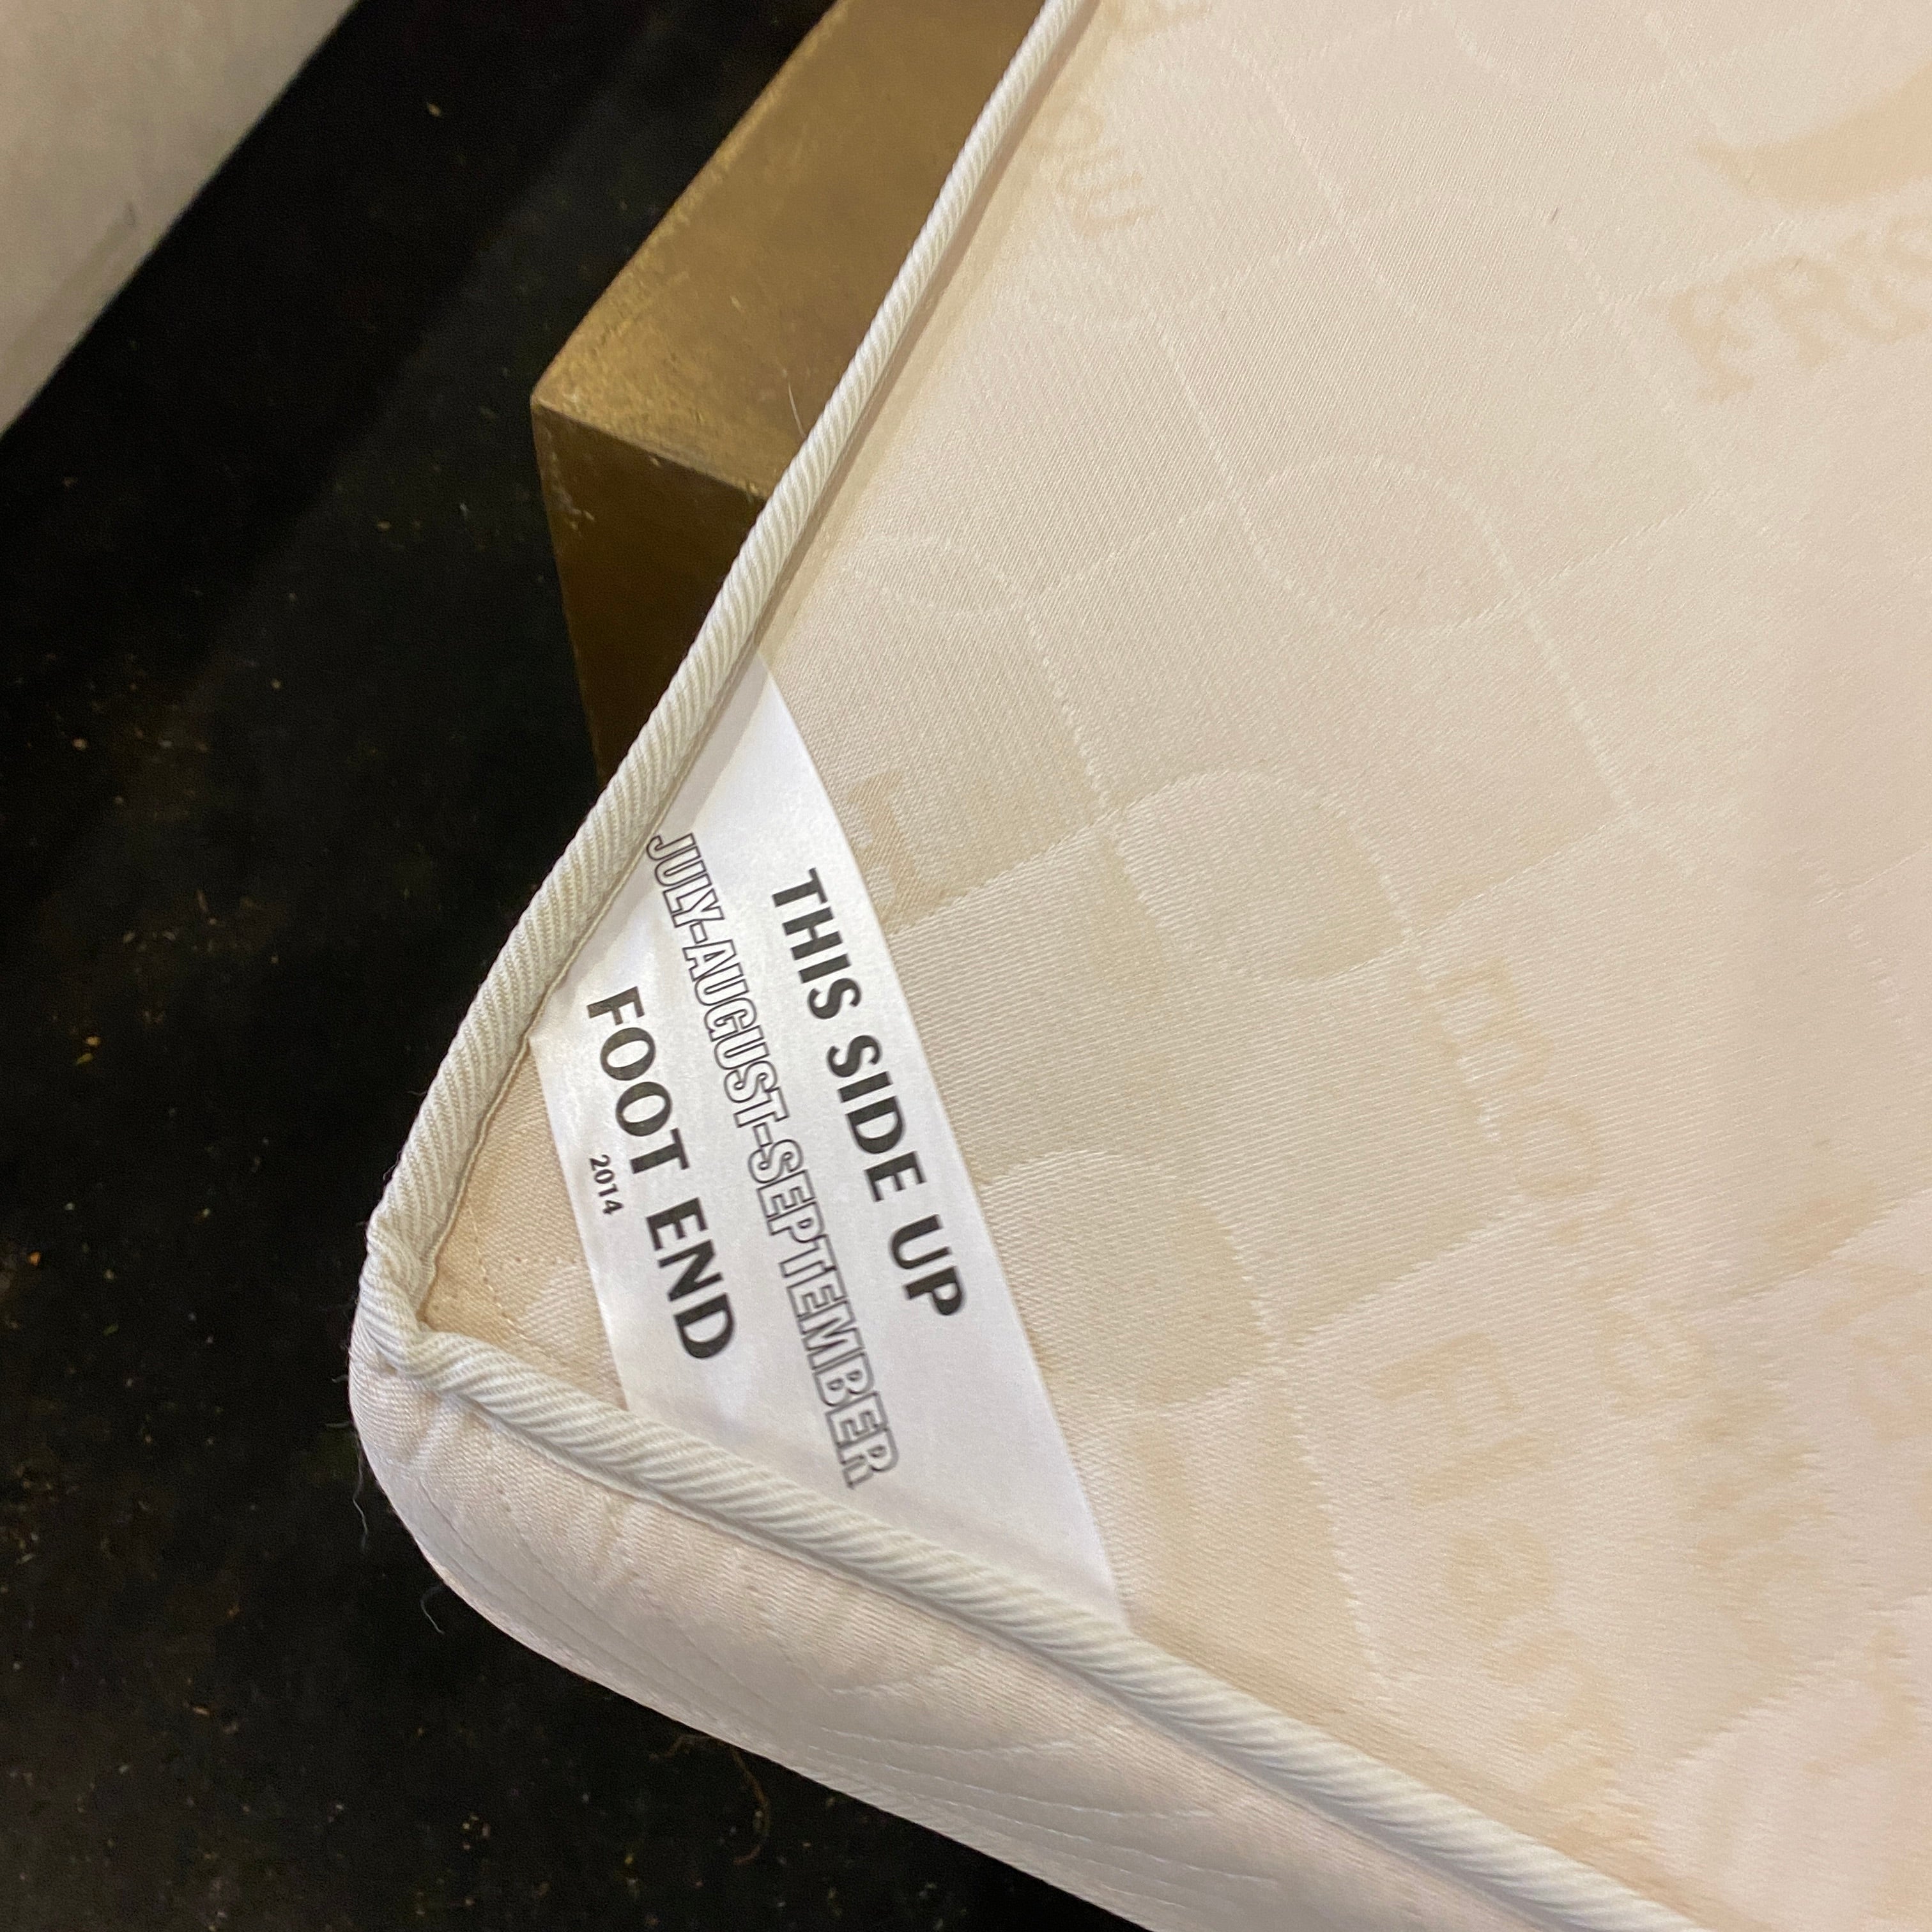 THIS SIDE UP
JULY-AUGUST-SEPTEMBER
FOOT END
2014